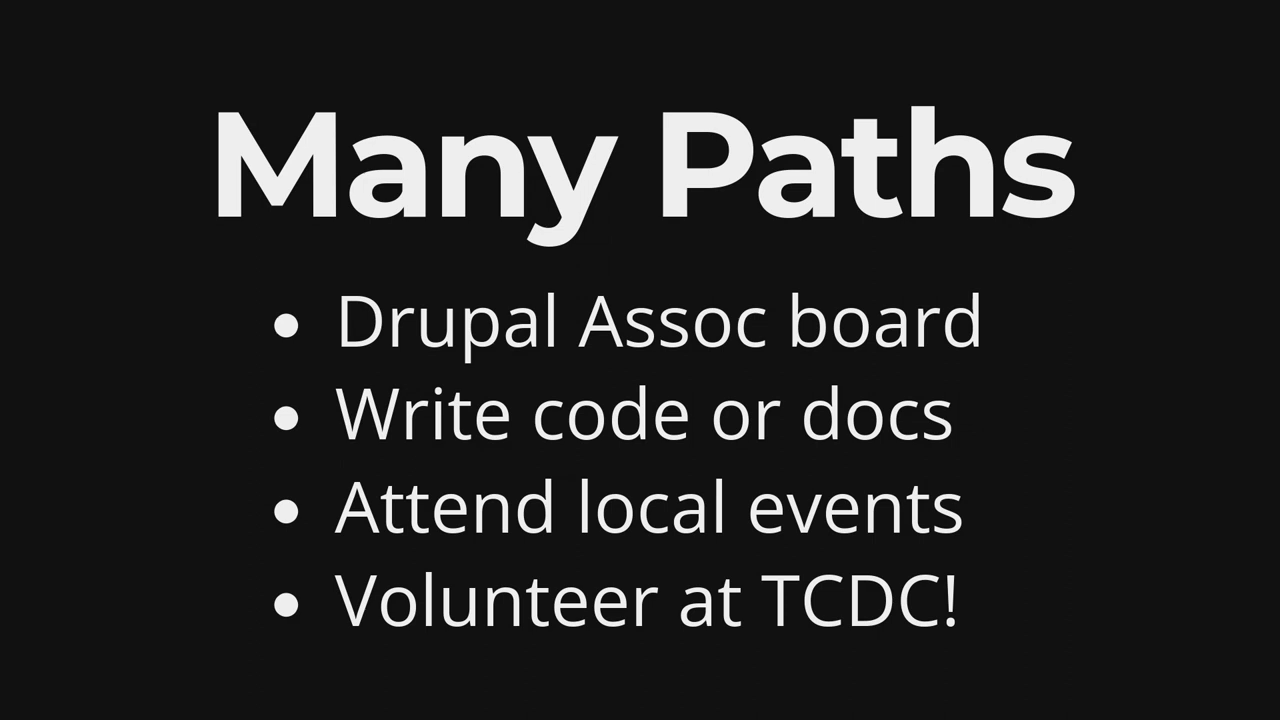 Many Paths
• Drupal Assoc board
• Write code or docs
• Attend local events
• Volunteer at TCDC!